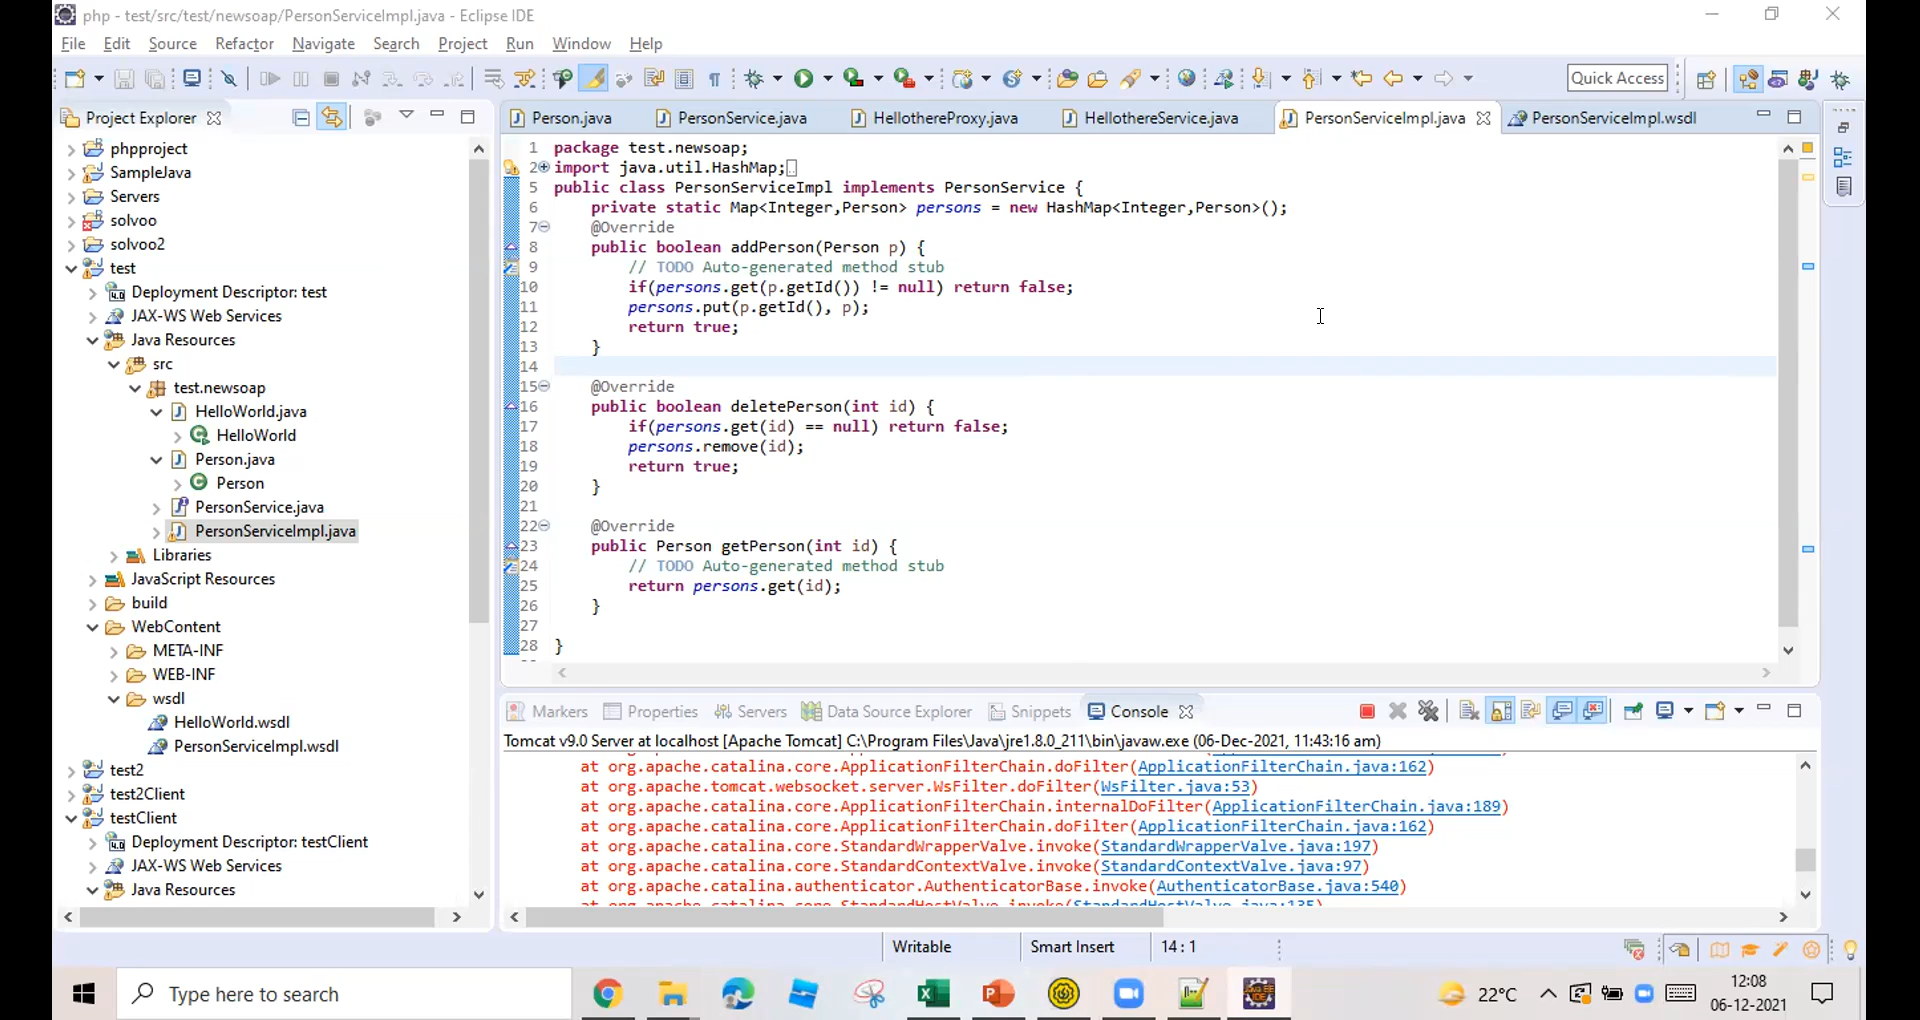 php - test/src/test/newsoap/PersonServiceImpl.java - Eclipse IDE
File Edit Source Refactor Navigate Search Project Run Window Help
Quick Access
Project Explorer
phpproject
SampleJava
Servers
solvoo
solvoo2
test
Deployment Descriptor: test
JAX-WS Web Services
Java Resources
src
test.newsoap
HelloWorld.java
HelloWorld
Person.java
Person
PersonService.java
PersonServiceImpl.java
Libraries
JavaScript Resources
build
WebContent
META-INF
WEB-INF
wsdl
HelloWorld.wsdl
PersonServiceImpl.wsdl
test2
test2Client
testClient
Deployment Descriptor: testClient
JAX-WS Web Services
Java Resources
Person.java PersonService.java HellothereProxy.java HellothereService.java PersonServiceImpl.java PersonServiceImpl.wsdl
1 package test.newsoap;
2 import java.util.HashMap;
5 public class PersonServiceImpl implements PersonService {
6 private static Map<Integer,Person> persons = new HashMap<Integer,Person>();
7 @Override
8 public boolean addPerson(Person p) {
9 // TODO Auto-generated method stub
10 if(persons.get(p.getId()) != null) return false;
11 persons.put(p.getId(), p);
12 return true;
13 }
14
15 @Override
16 public boolean deletePerson(int id) {
17 if(persons.get(id) == null) return false;
18 persons.remove(id);
19 return true;
20 }
21
22 @Override
23 public Person getPerson(int id) {
24 // TODO Auto-generated method stub
25 return persons.get(id);
26 }
27
28 }
Markers Properties Servers Data Source Explorer Snippets Console
Tomcat v9.0 Server at localhost [Apache Tomcat] C:\Program Files\Java\jre1.8.0_211\bin\javaw.exe (06-Dec-2021, 11:43:16 am)
at org.apache.catalina.core.ApplicationFilterChain.doFilter(ApplicationFilterChain.java:162)
at org.apache.tomcat.websocket.server.WsFilter.doFilter(WsFilter.java:53)
at org.apache.catalina.core.ApplicationFilterChain.internalDoFilter(ApplicationFilterChain.java:189)
at org.apache.catalina.core.ApplicationFilterChain.doFilter(ApplicationFilterChain.java:162)
at org.apache.catalina.core.StandardWrapperValve.invoke(StandardWrapperValve.java:197)
at org.apache.catalina.core.StandardContextValve.invoke(StandardContextValve.java:97)
at org.apache.catalina.authenticator.AuthenticatorBase.invoke(AuthenticatorBase.java:540)
at org.apache.catalina.core.StandardHostValve.invoke(StandardHostValve.java:135)
Writable Smart Insert 14 : 1
Type here to search
22°C
12:08
06-12-2021